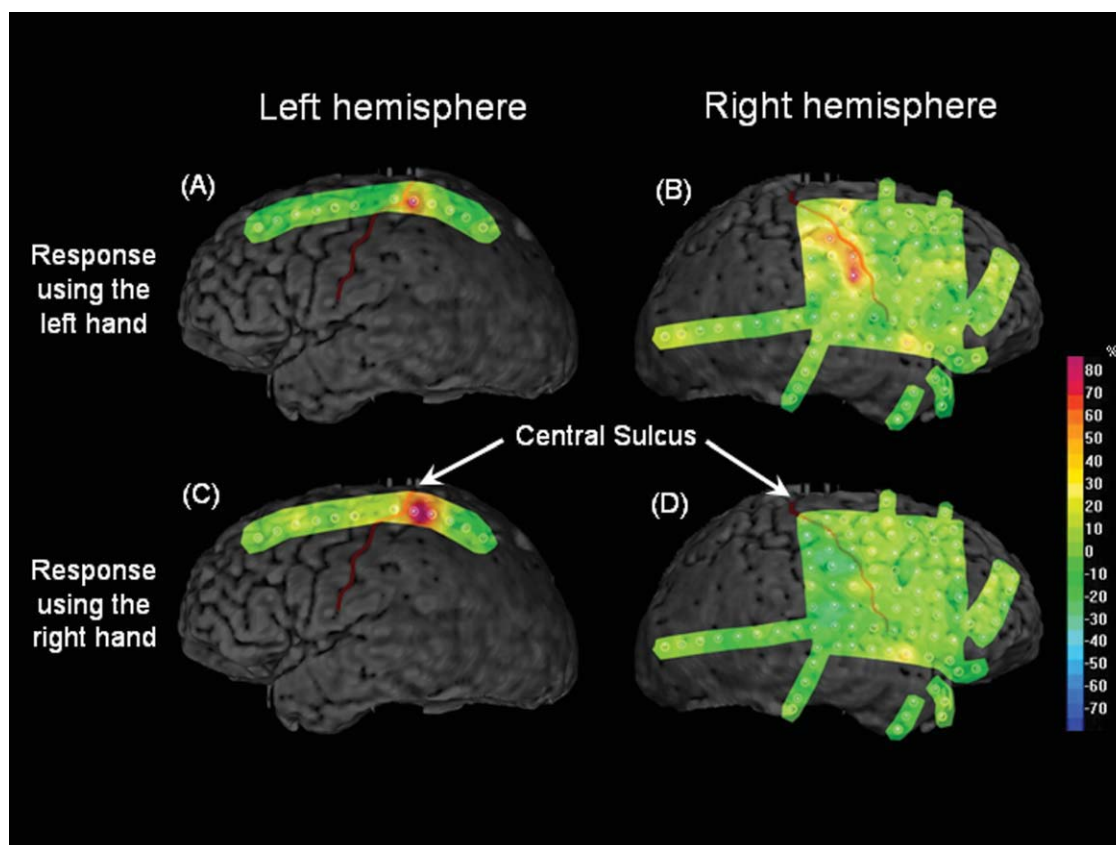 Left hemisphere
Right hemisphere
(A)
(B)
Response
using the
left hand
%
80
70
60
50
40
30
20
10
0
-10
-20
-30
-40
-50
-60
-70
Central Sulcus
(C)
(D)
Response
using the
right hand